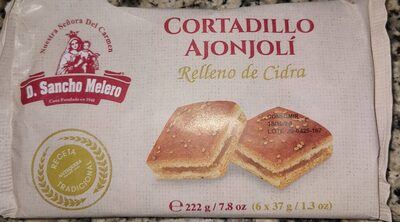 Nuestra Señora Del Carmen
D. Sancho Melero
Casa Fundada en
CORTADILLO
AJONJOLÍ
Relleno de Cidra
CONSUMIR
RECETA
TRADICIONAL
℮ 222 g / 7.8 oz (6 x 37 g / 1.3 oz)